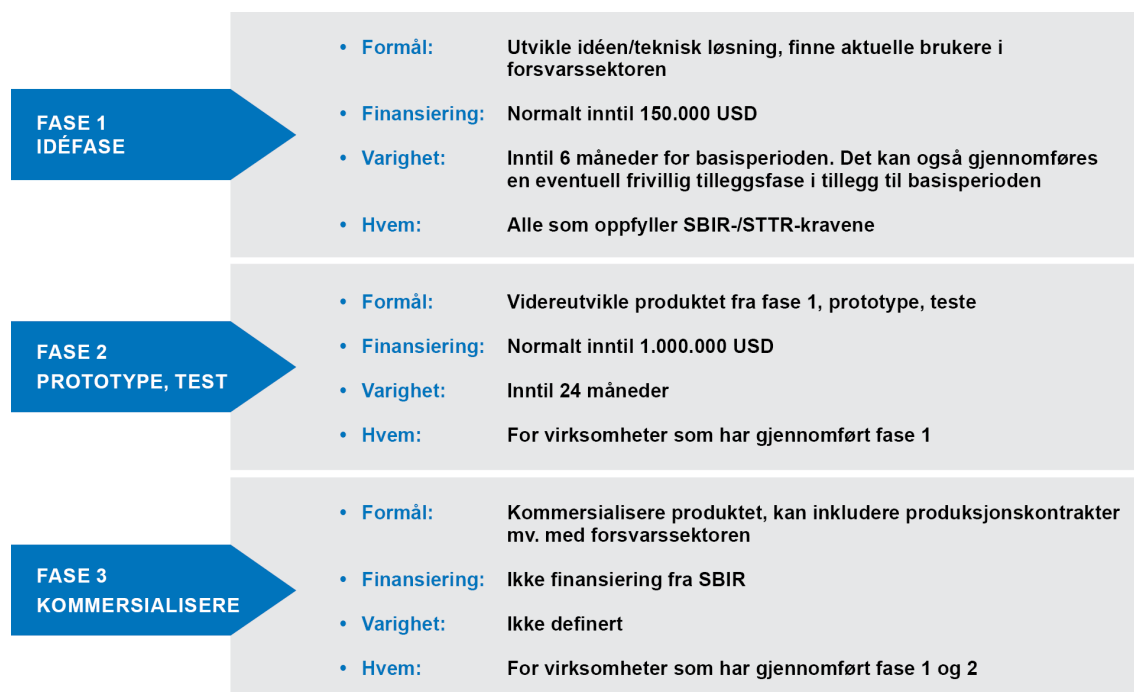 FASE 1
IDÉFASE
• Formål: Utvikle idéen/teknisk løsning, finne aktuelle brukere i
forsvarssektoren
• Finansiering: Normalt inntil 150.000 USD
• Varighet: Inntil 6 måneder for basisperioden. Det kan også gjennomføres
en eventuell frivillig tilleggsfase i tillegg til basisperioden
• Hvem: Alle som oppfyller SBIR-/STTR-kravene
FASE 2
PROTOTYPE, TEST
• Formål: Videreutvikle produktet fra fase 1, prototype, teste
• Finansiering: Normalt inntil 1.000.000 USD
• Varighet: Inntil 24 måneder
• Hvem: For virksomheter som har gjennomført fase 1
FASE 3
KOMMERSIALISERE
• Formål: Kommersialisere produktet, kan inkludere produksjonskontrakter
mv. med forsvarssektoren
• Finansiering: Ikke finansiering fra SBIR
• Varighet: Ikke definert
• Hvem: For virksomheter som har gjennomført fase 1 og 2